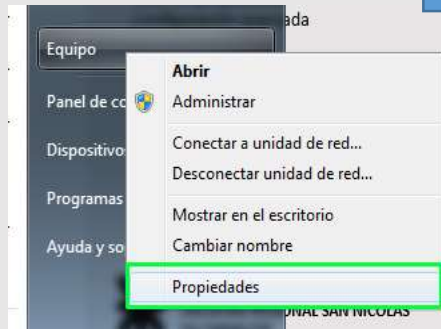 ada
Equipo
Abrir
Panel de co
Administrar
Dispositivo
Conectar a unidad de red...
Desconectar unidad de red...
Programas
Mostrar en el escritorio
Ayuda y so
Cambiar nombre
Propiedades
ONAL SAN NICOLAS